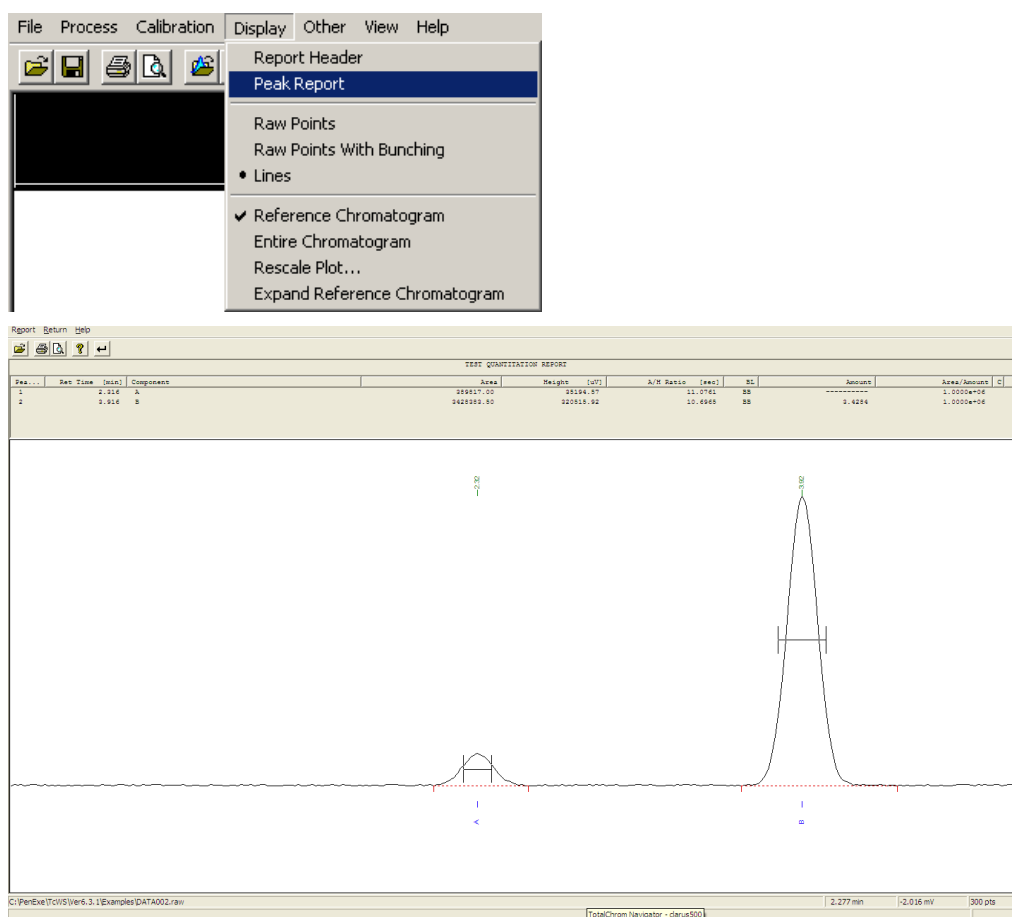 File Process Calibration Display Other View Help
Report Header
Peak Report
Raw Points
Raw Points With Bunching
Lines
Reference Chromatogram
Entire Chromatogram
Rescale Plot...
Expand Reference Chromatogram
Report Return Help
TEST QUANTITATION REPORT
Pea... Ret Time [min] Component Area Height [uV] A/H Ratio [sec] BL Amount Area/Amount C
1 2.316 A 389817.00 35194.57 11.0761 BB ---------- 1.0000e+06
2 3.916 B 3428383.50 320515.92 10.6965 BB 3.4284 1.0000e+06
2.32
3.92
A
B
C:\PenExe\TcWS\Ver6.3.1\Examples\DATA002.raw 2.277 min -2.016 mV 300 pts
TotalChrom Navigator - clarus500